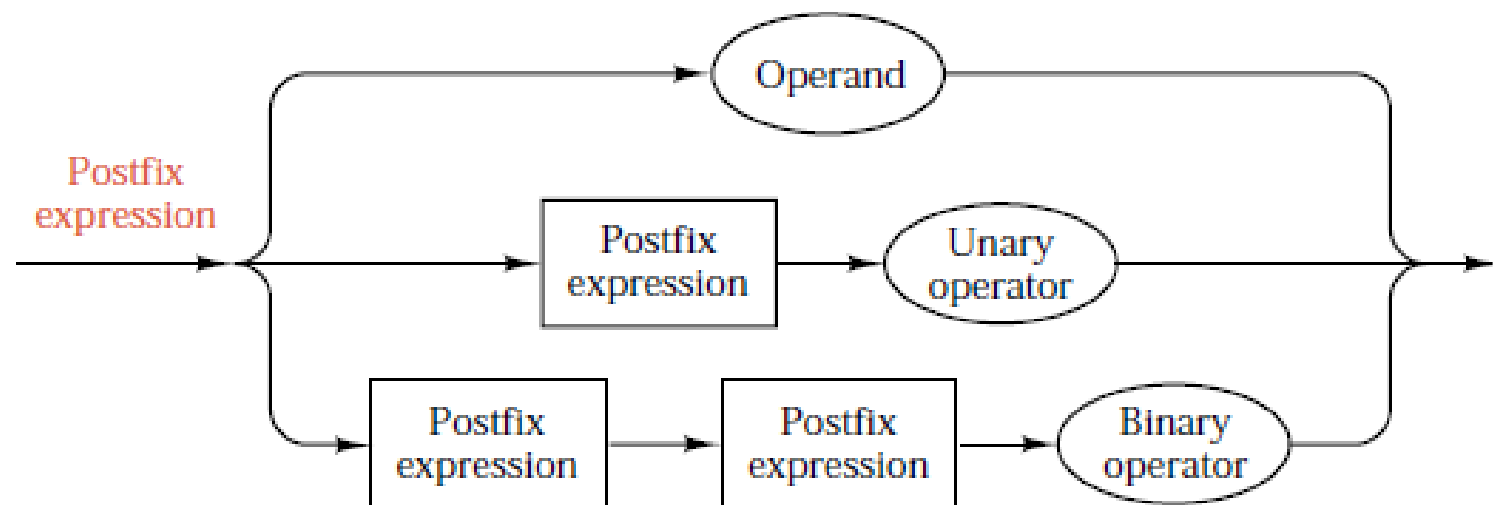 Operand
Postfix
expression
Postfix
expression
Unary
operator
Postfix
expression
Postfix
expression
Binary
operator